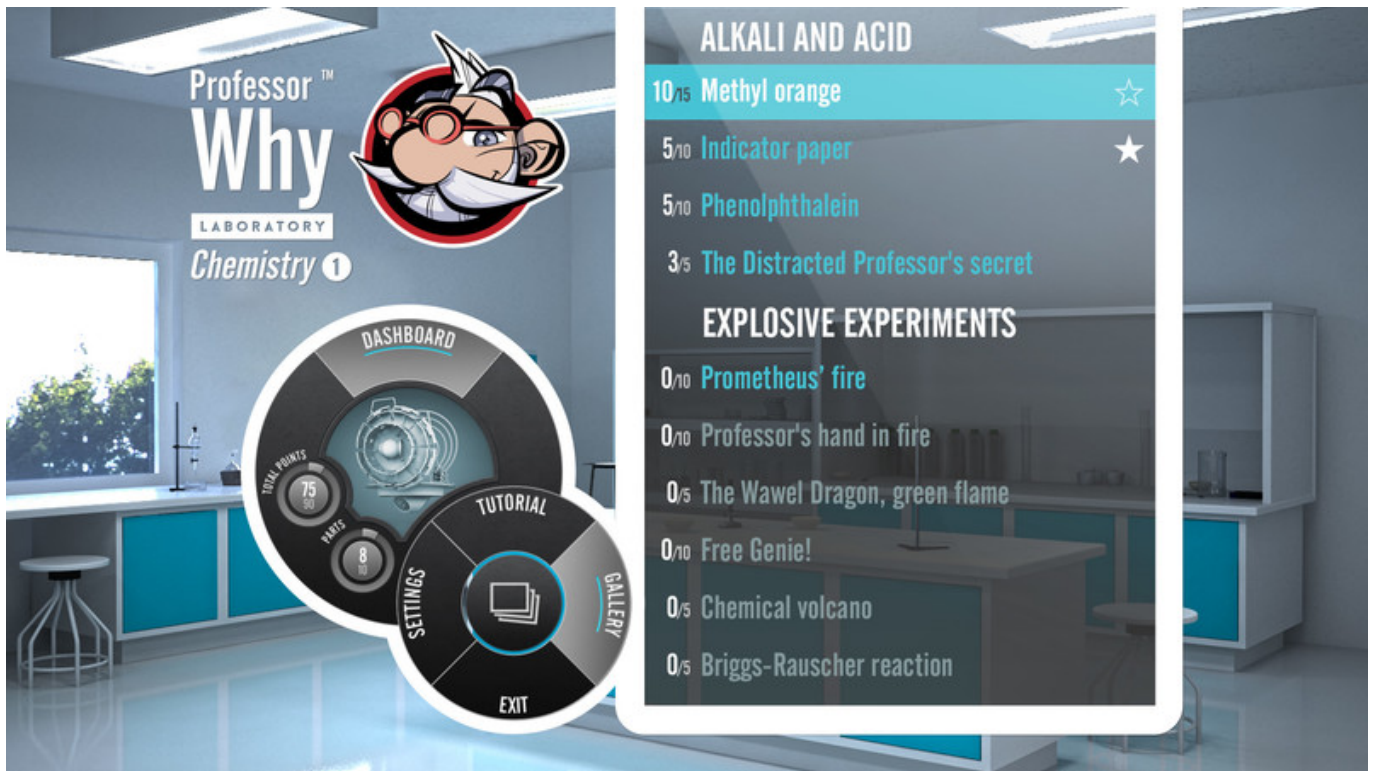 Professor ™
Why
LABORATORY
Chemistry 1
DASHBOARD
TOTAL POINTS
75
90
PARTS
8
10
TUTORIAL
SETTINGS
GALLERY
EXIT
ALKALI AND ACID
10/15 Methyl orange
5/10 Indicator paper
5/10 Phenolphthalein
3/5 The Distracted Professor's secret
EXPLOSIVE EXPERIMENTS
0/10 Prometheus' fire
0/10 Professor's hand in fire
0/5 The Wawel Dragon, green flame
0/10 Free Genie!
0/5 Chemical volcano
0/5 Briggs-Rauscher reaction